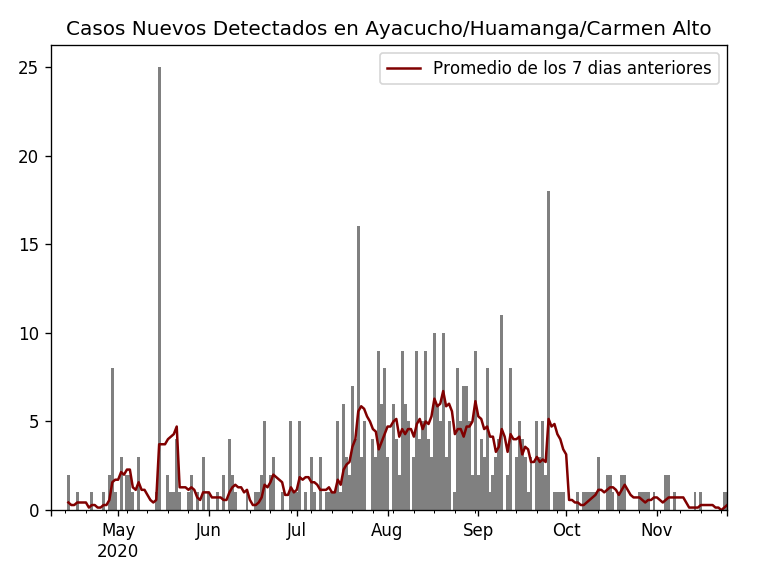 Casos Nuevos Detectados en Ayacucho/Huamanga/Carmen Alto
Promedio de los 7 dias anteriores
25
20
15
10
5
0
May Jun Jul Aug Sep Oct Nov
2020